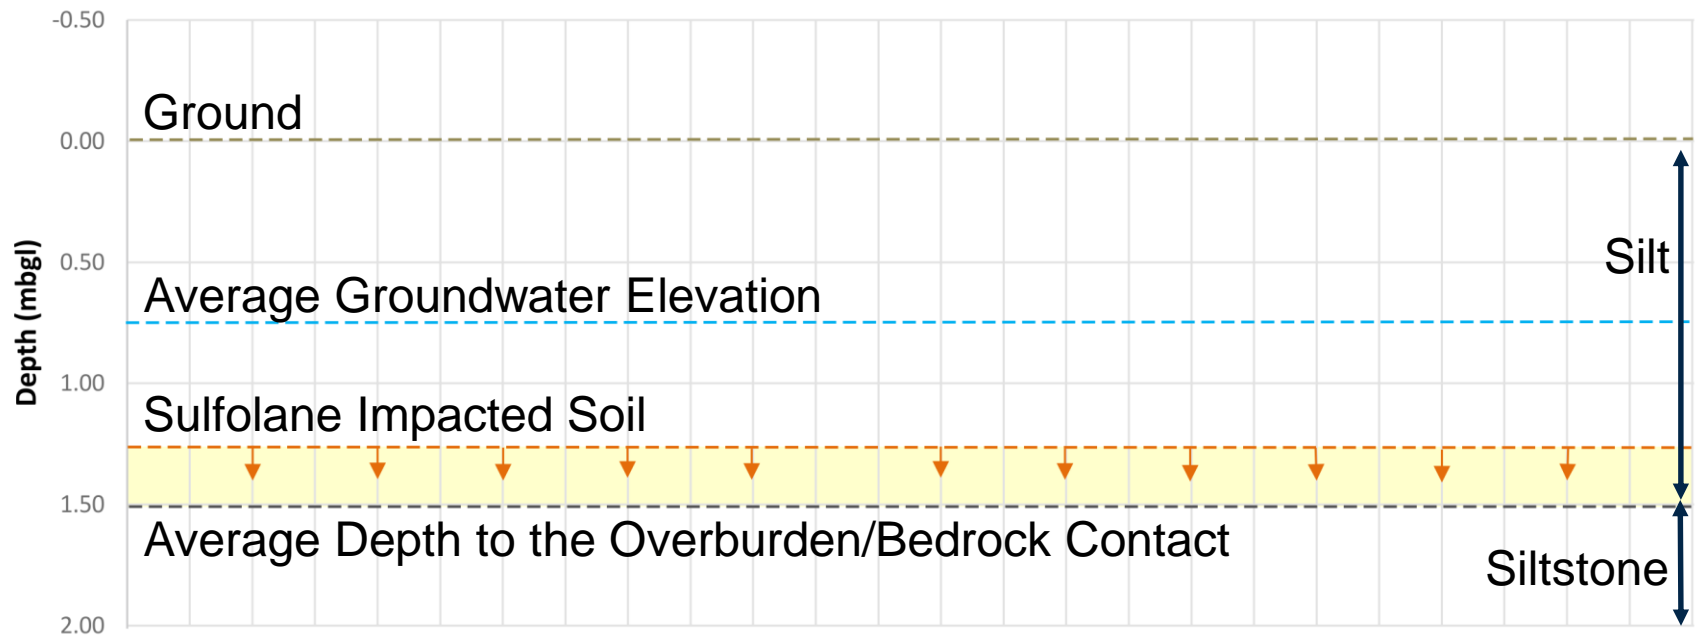 -0.50
Ground
0.00
Depth (mbgl)
0.50
Silt
Average Groundwater Elevation
1.00
Sulfolane Impacted Soil
1.50
Average Depth to the Overburden/Bedrock Contact
Siltstone
2.00